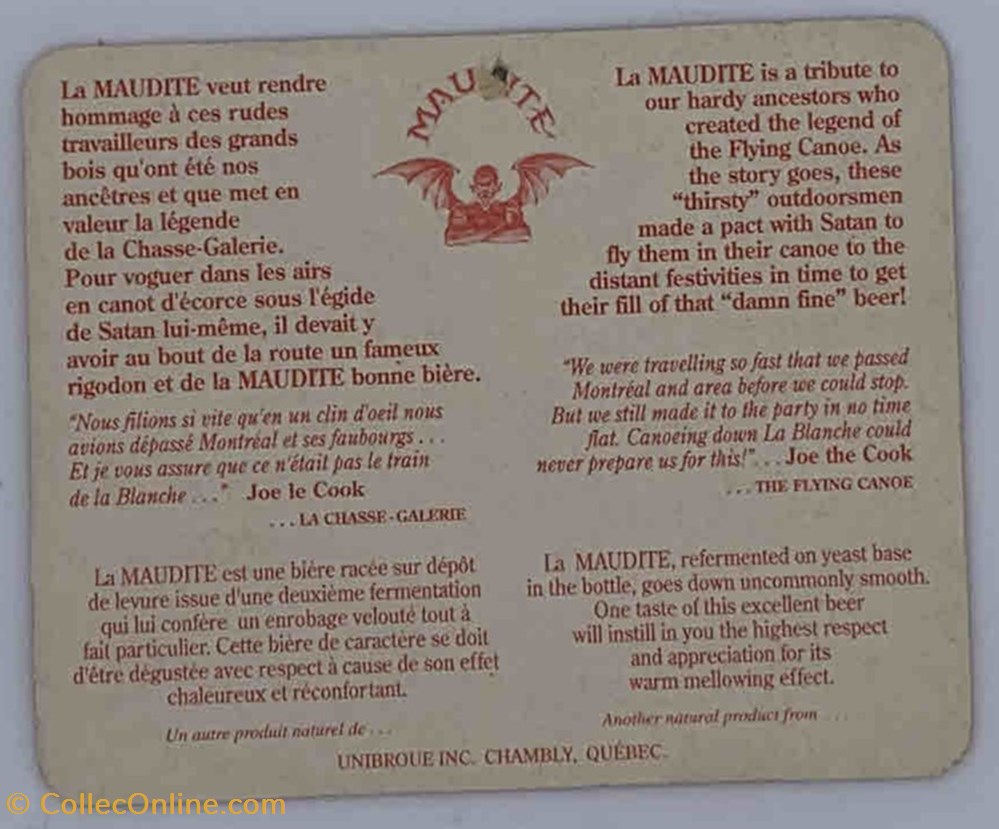 MAUDITE
La MAUDITE veut rendre
hommage à ces rudes
travailleurs des grands
bois qu'ont été nos
ancêtres et que met en
valeur la légende
de la Chasse-Galerie.
Pour voguer dans les airs
en canot d'écorce sous l'égide
de Satan lui-même, il devait y
avoir au bout de la route un fameux
rigodon et de la MAUDITE bonne bière.
"Nous filions si vite qu'en un clin d'oeil nous
avions dépassé Montréal et ses faubourgs . . .
Et je vous assure que ce n'était pas le train
de la Blanche . . ." Joe le Cook
. . . LA CHASSE-GALERIE
La MAUDITE est une bière racée sur dépôt
de levure issue d'une deuxième fermentation
qui lui confère un enrobage velouté tout à
fait particulier. Cette bière de caractère se doit
d'être dégustée avec respect à cause de son effet
chaleureux et réconfortant.
Un autre produit naturel de . . .
La MAUDITE is a tribute to
our hardy ancestors who
created the legend of
the Flying Canoe. As
the story goes, these
"thirsty" outdoorsmen
made a pact with Satan to
fly them in their canoe to the
distant festivities in time to get
their fill of that "damn fine" beer!
"We were travelling so fast that we passed
Montréal and area before we could stop.
But we still made it to the party in no time
flat. Canoeing down La Blanche could
never prepare us for this!". . . Joe the Cook
. . . THE FLYING CANOE
La MAUDITE, refermented on yeast base
in the bottle, goes down uncommonly smooth.
One taste of this excellent beer
will instill in you the highest respect
and appreciation for its
warm mellowing effect.
Another natural product from . . .
UNIBROUE INC. CHAMBLY, QUÉBEC.
© CollecOnline.com